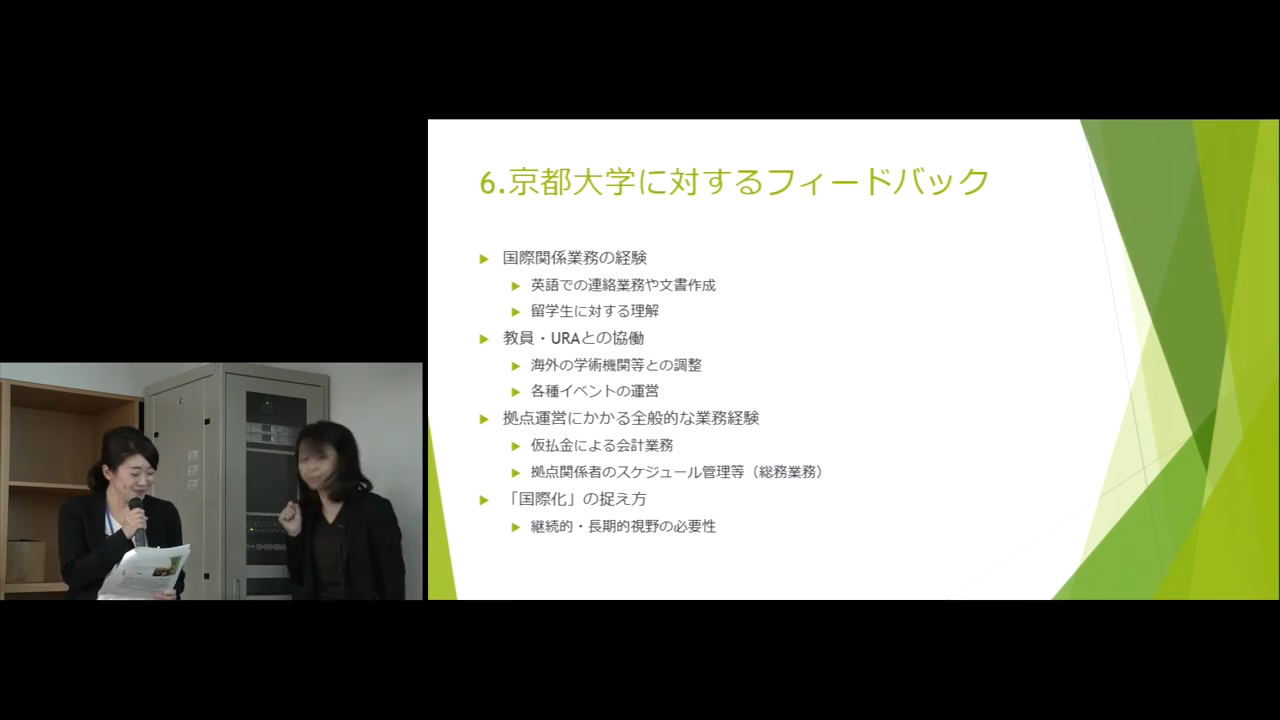 6.京都大学に対するフィードバック
国際関係業務の経験
英語での連絡業務や文書作成
留学生に対する理解
教員・URAとの協働
海外の学術機関等との調整
各種イベントの運営
拠点運営にかかる全般的な業務経験
仮払金による会計業務
拠点関係者のスケジュール管理等（総務業務）
「国際化」の捉え方
継続的・長期的視野の必要性